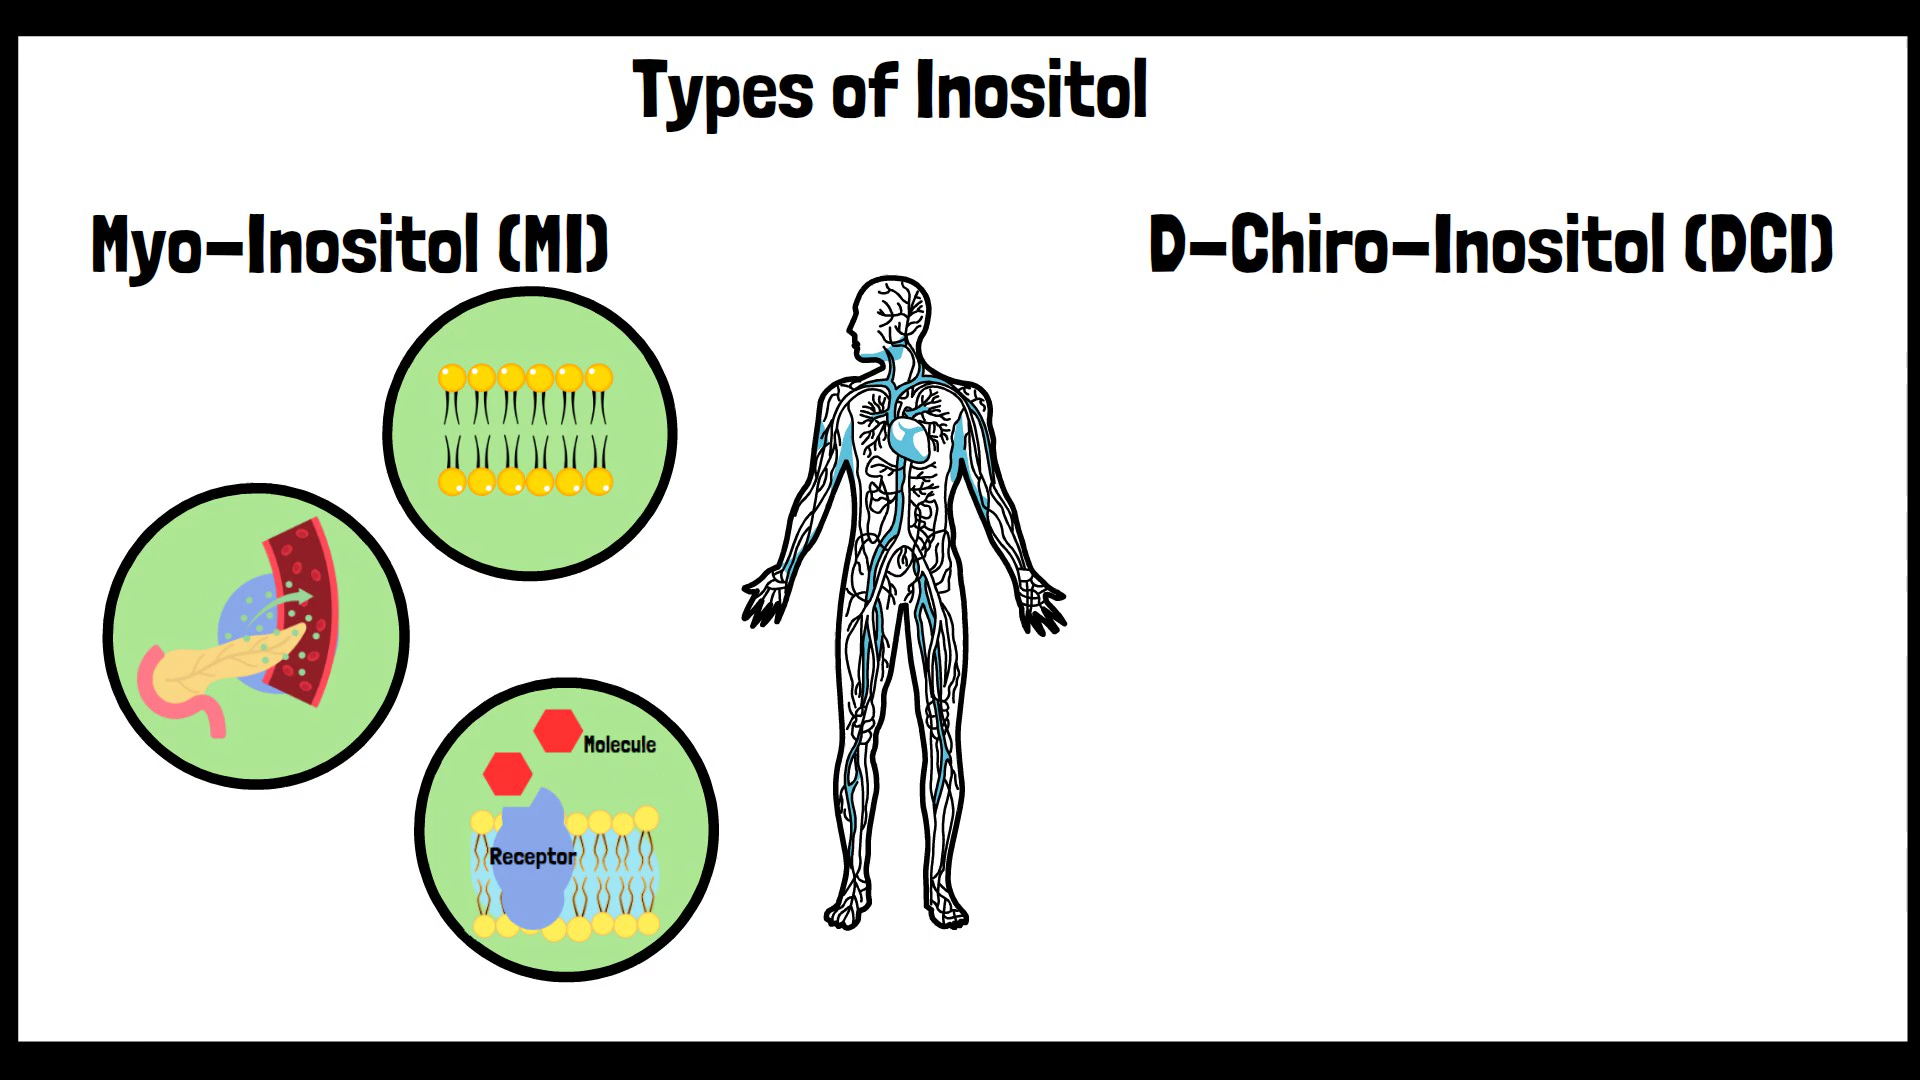 Types of Inositol
Myo-Inositol (MI)
D-Chiro-Inositol (DCI)
Molecule
Receptor